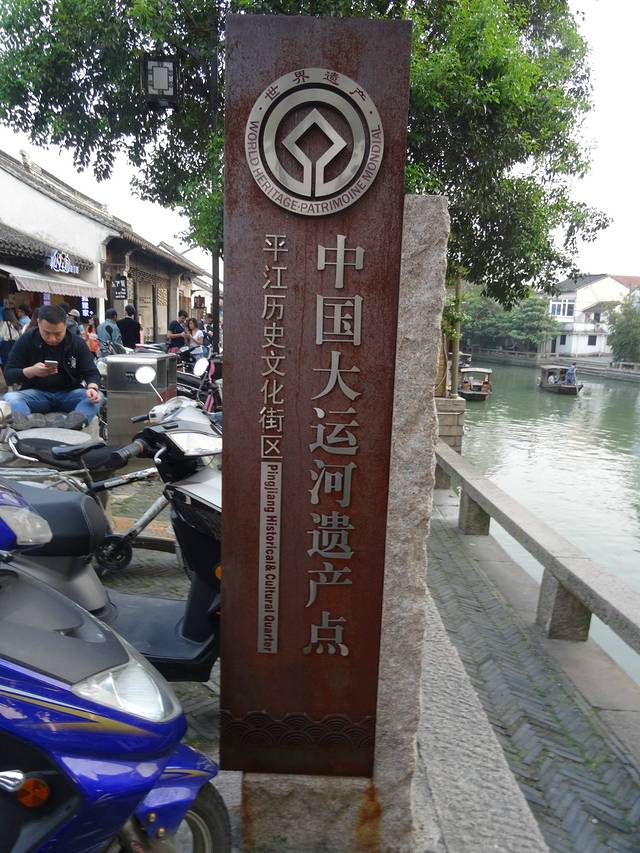 世界遗产
WORLD HERITAGE · PATRIMOINE MONDIAL
中国大运河遗产点
平江历史文化街区
Pingjiang Historical & Cultural Quarter